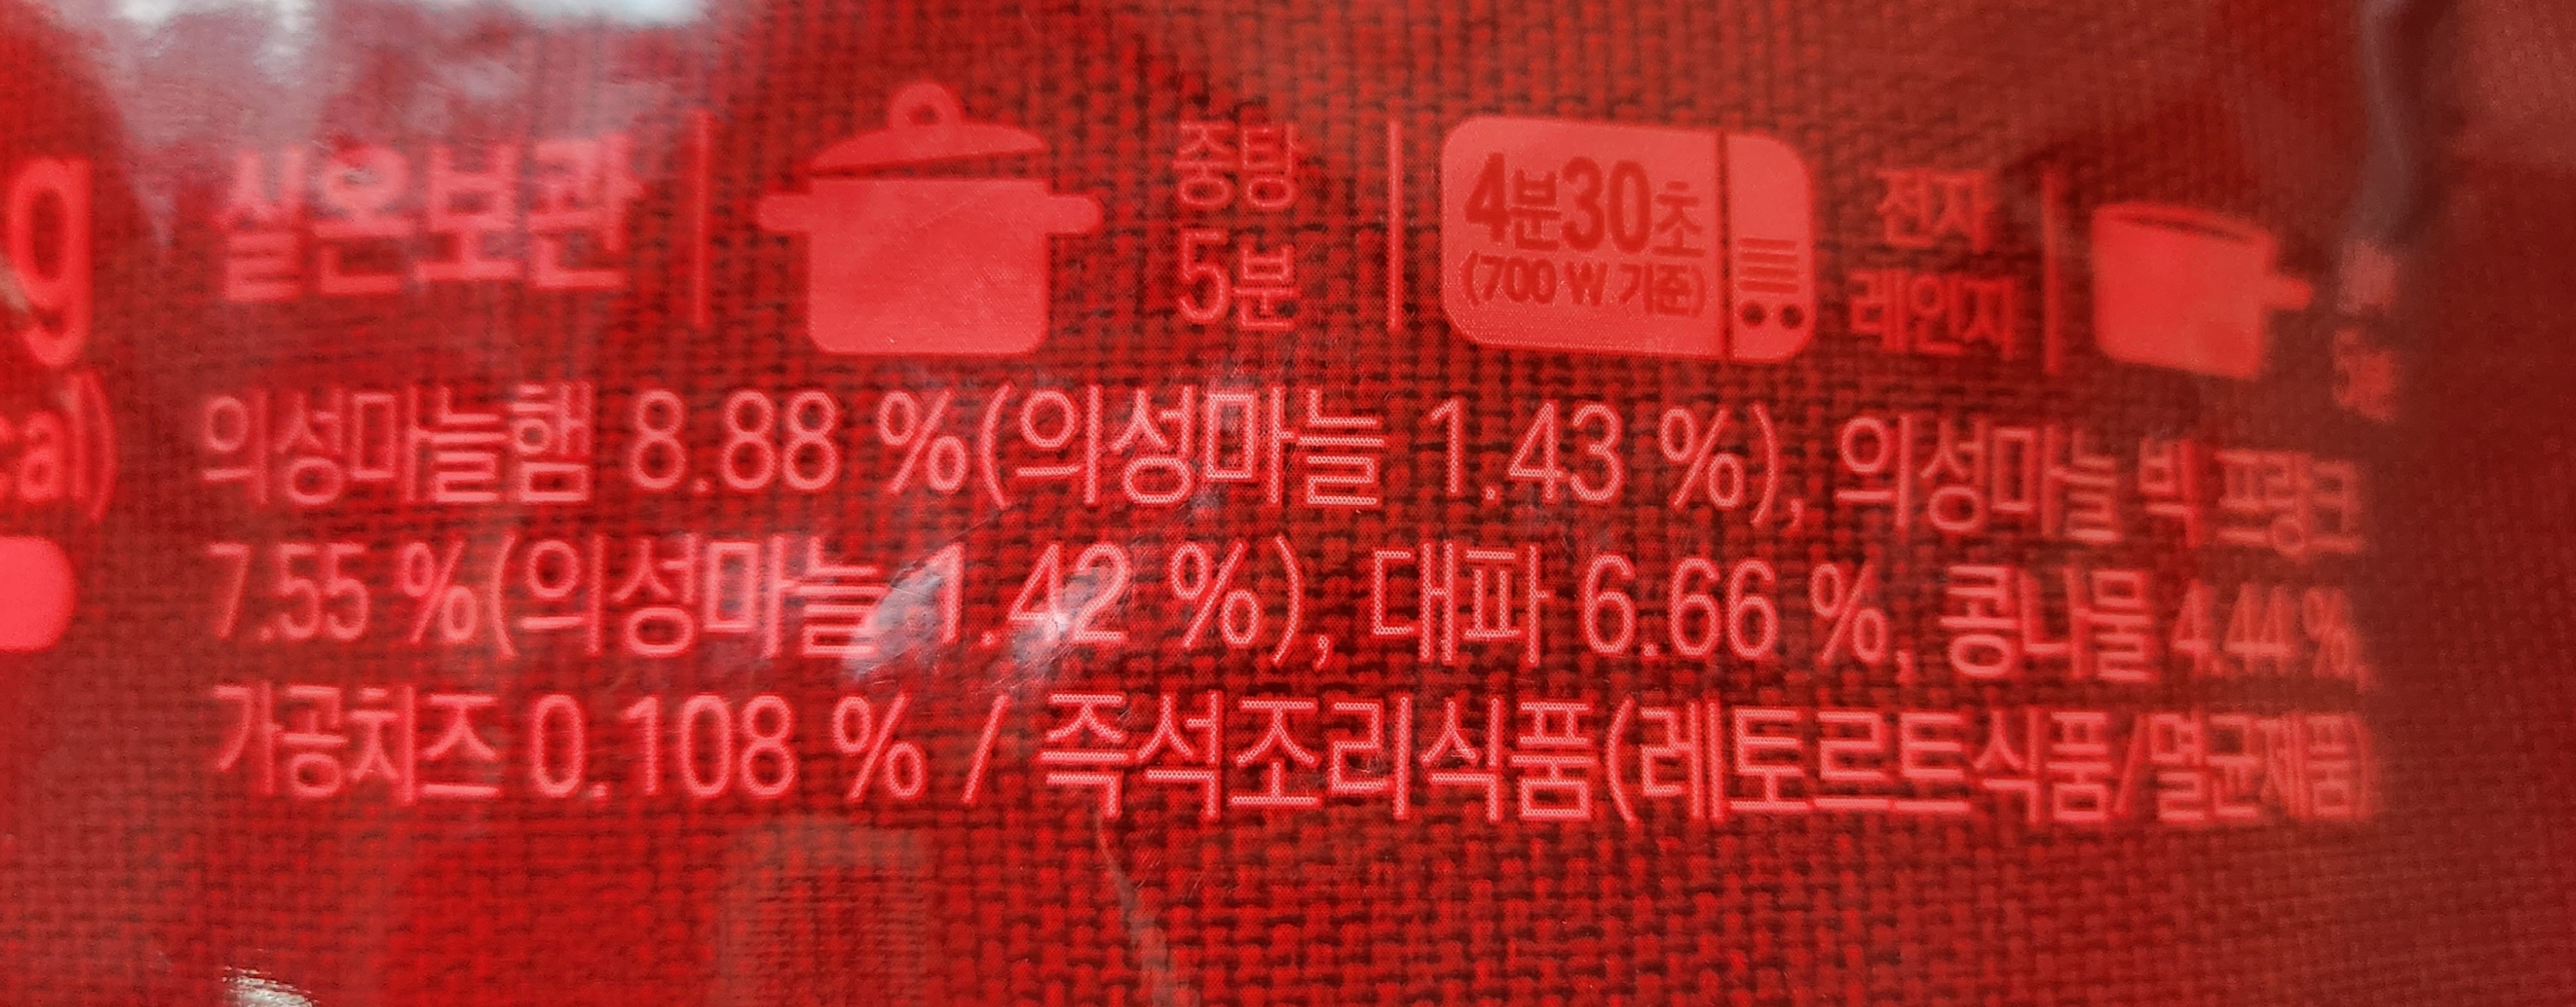 g
실온보관
중탕
5분
4분30초
(700 W 기준)
전자
레인지
cal)
의성마늘햄 8.88 %(의성마늘 1.43 %), 의성마늘 빅 프랑크
7.55 %(의성마늘 1.42 %), 대파 6.66 %, 콩나물 4.44 %,
가공치즈 0.108 % / 즉석조리식품(레토르트식품/멸균제품)